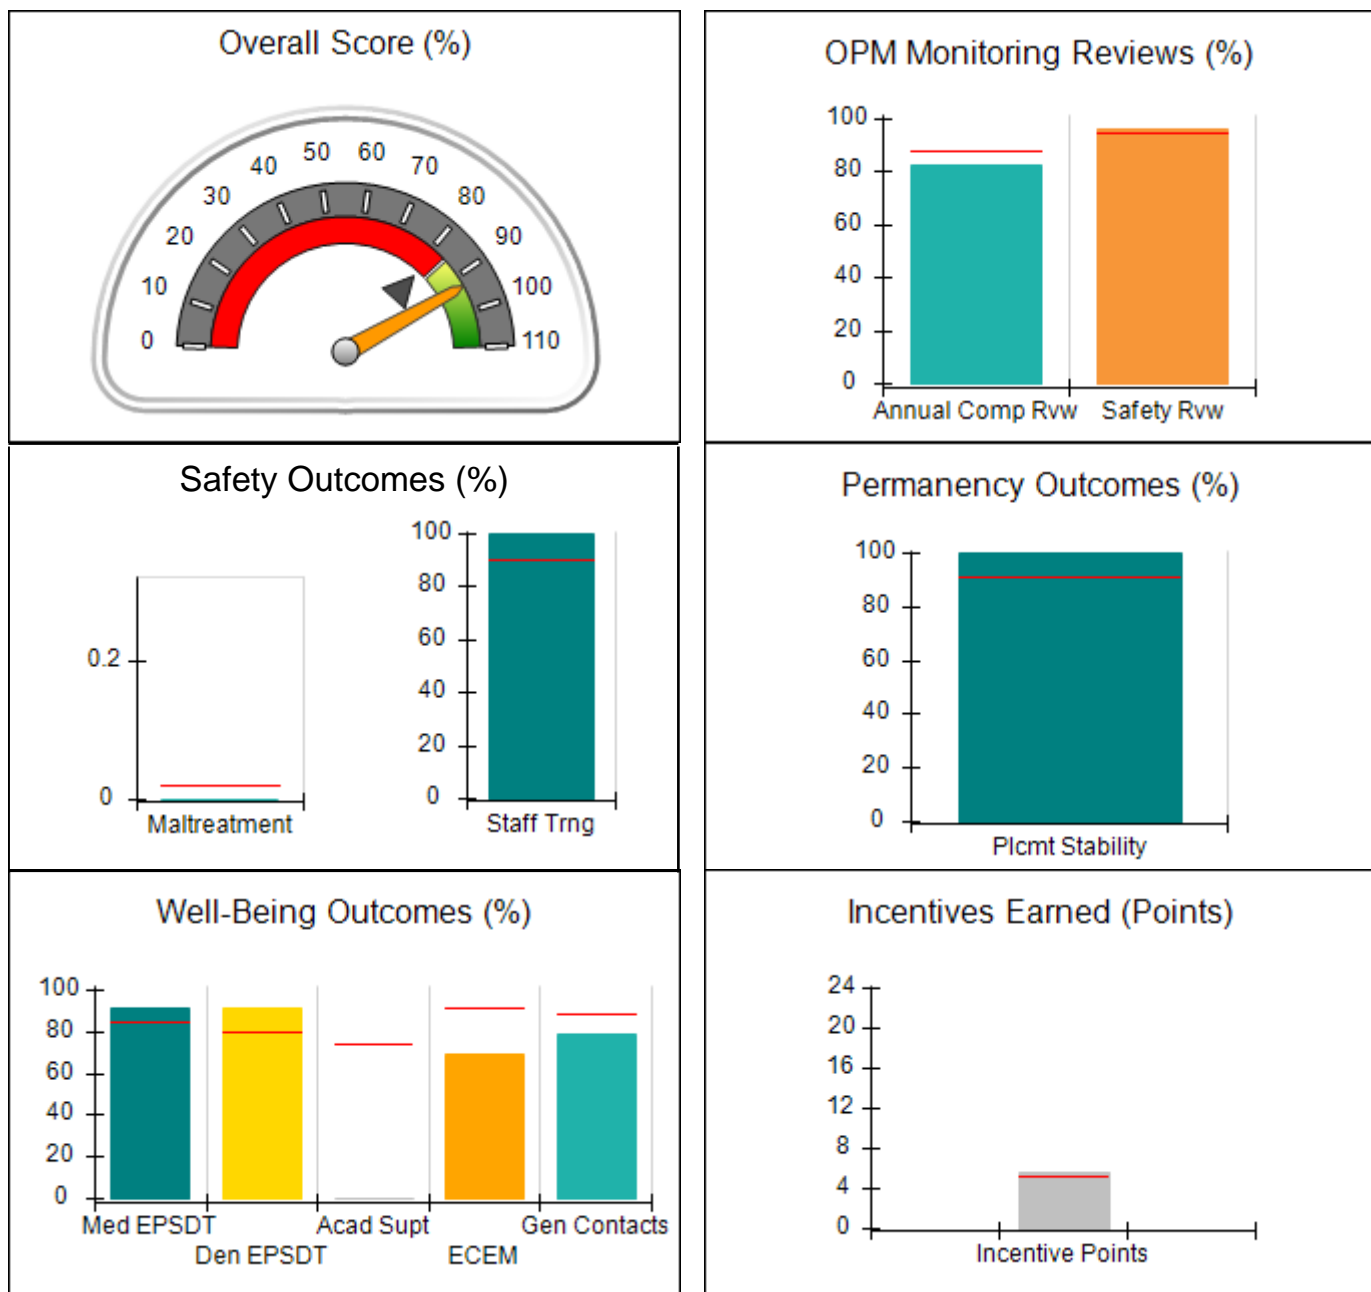 Overall Score (%)
0
10
20
30
40
50
60
70
80
90
100
110
OPM Monitoring Reviews (%)
100
80
60
40
20
0
Annual Comp Rvw
Safety Rvw
Safety Outcomes (%)
0.2
0
Maltreatment
100
80
60
40
20
0
Staff Trng
Permanency Outcomes (%)
100
80
60
40
20
0
Plcmt Stability
Well-Being Outcomes (%)
100
80
60
40
20
0
Med EPSDT
Den EPSDT
Acad Supt
ECEM
Gen Contacts
Incentives Earned (Points)
24
20
16
12
8
4
0
Incentive Points